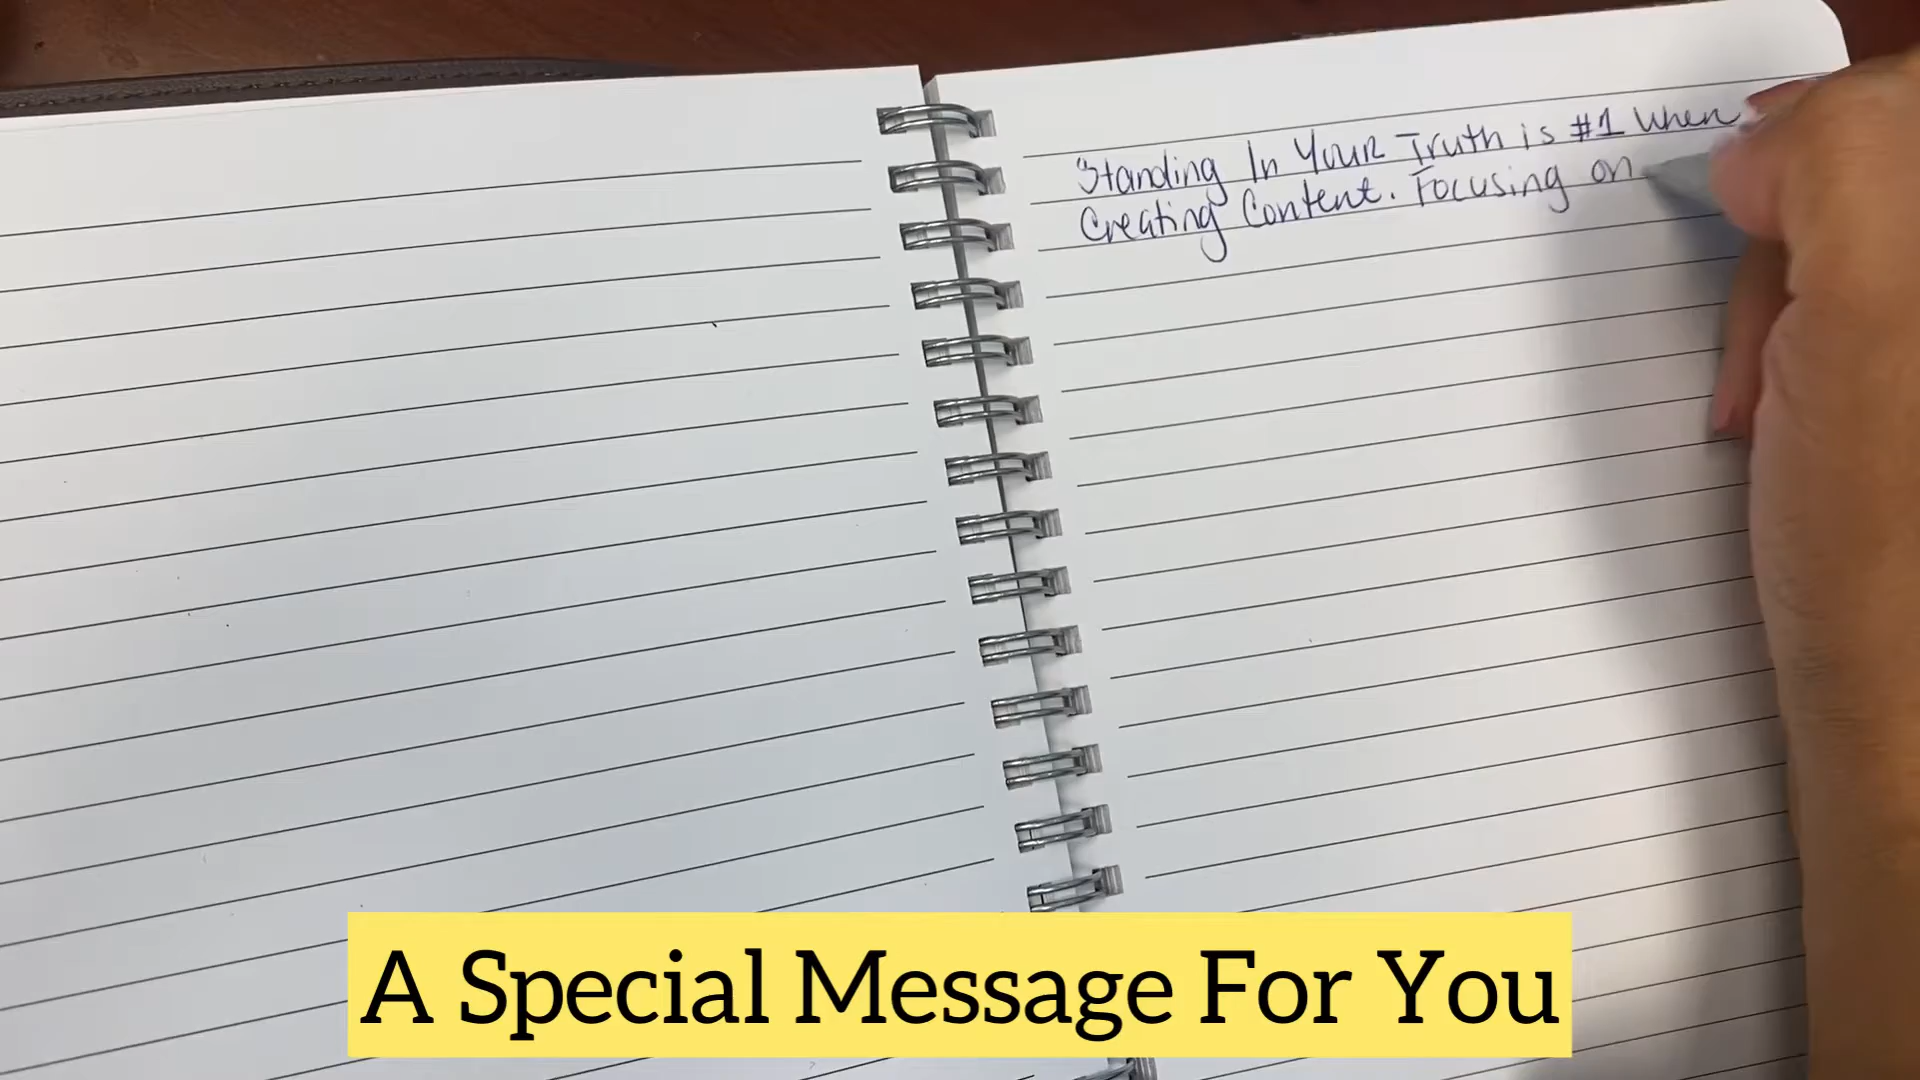 Standing In Your Truth is #1 When
Creating Content. Focusing on
A Special Message For You